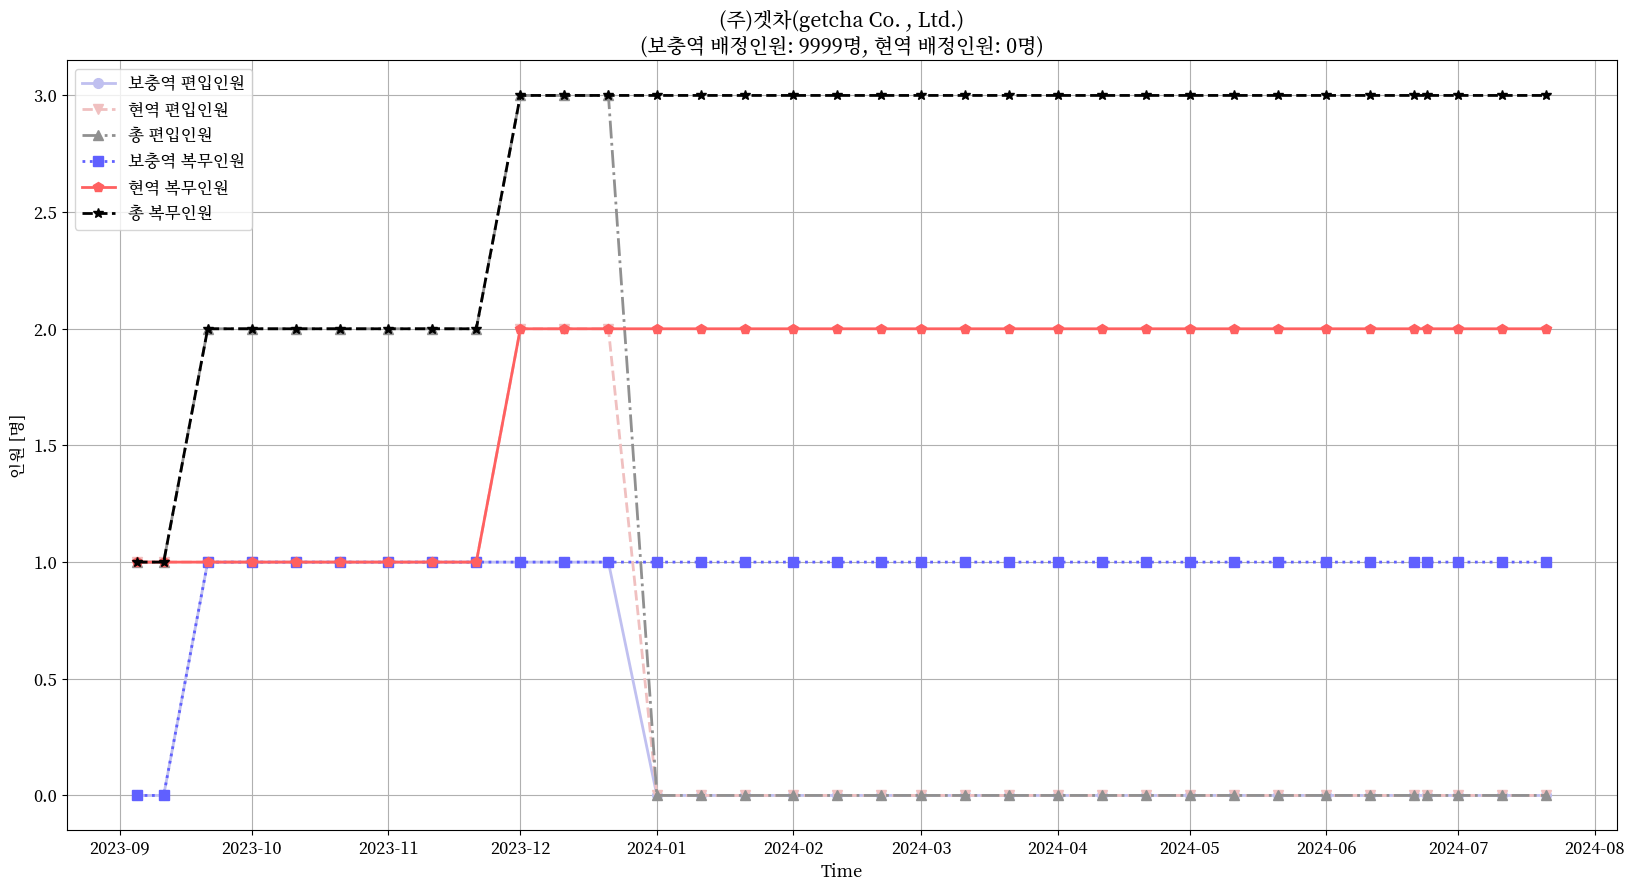 (주)겟차(getcha Co. , Ltd.)
(보충역 배정인원: 9999명, 현역 배정인원: 0명)
보충역 편입인원
현역 편입인원
총 편입인원
보충역 복무인원
현역 복무인원
총 복무인원
인원 [명]
3.0
2.5
2.0
1.5
1.0
0.5
0.0
2023-09 2023-10 2023-11 2023-12 2024-01 2024-02 2024-03 2024-04 2024-05 2024-06 2024-07 2024-08
Time